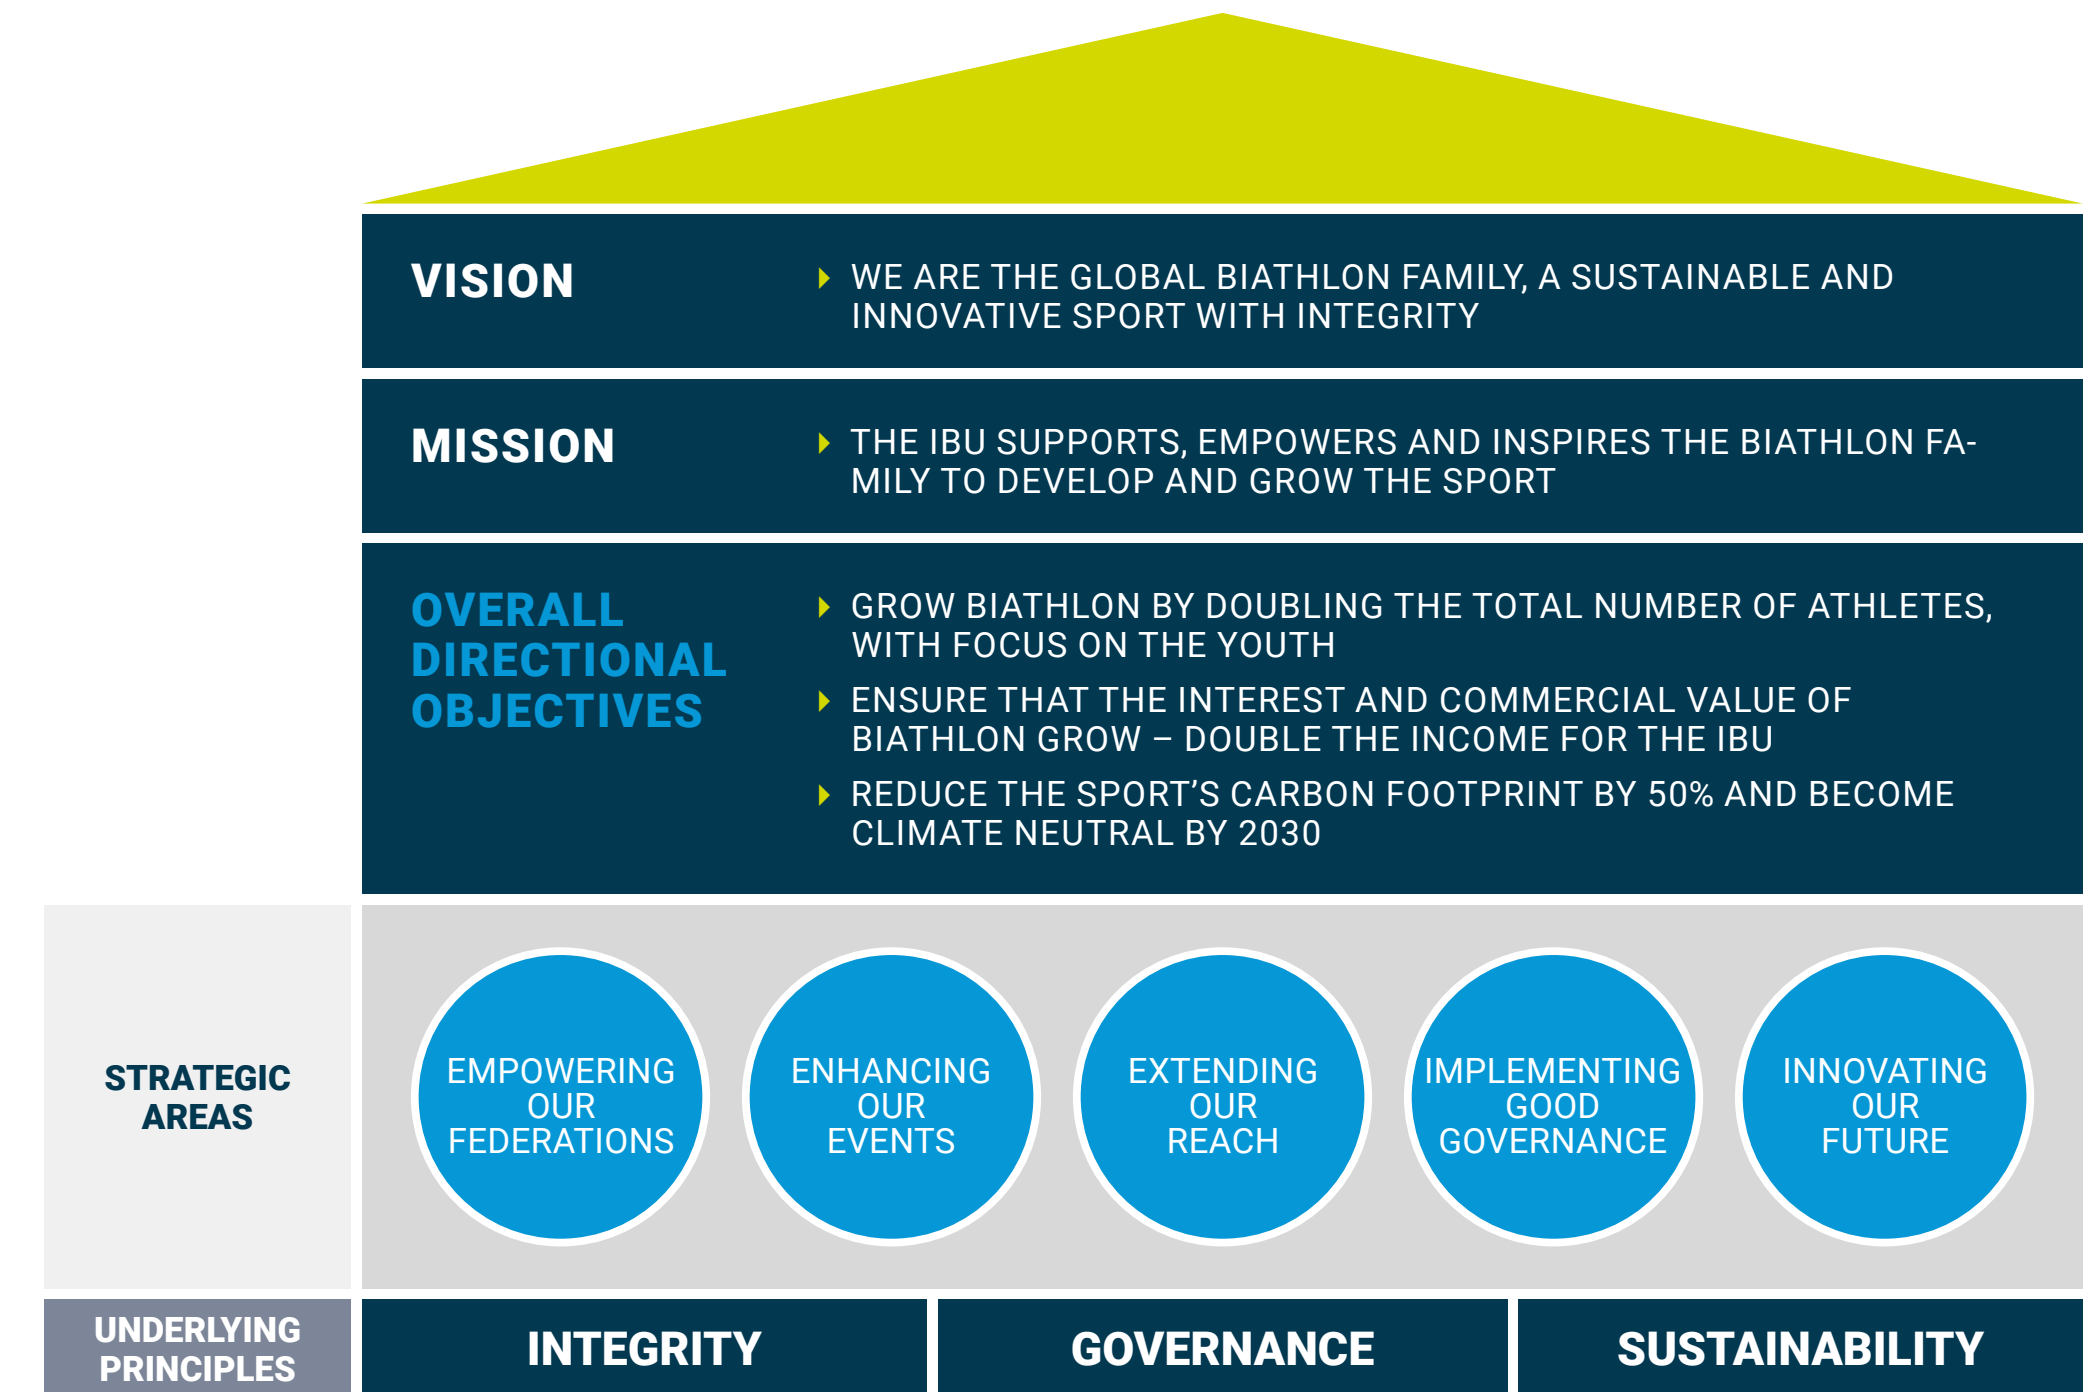 VISION
WE ARE THE GLOBAL BIATHLON FAMILY, A SUSTAINABLE AND
INNOVATIVE SPORT WITH INTEGRITY
MISSION
THE IBU SUPPORTS, EMPOWERS AND INSPIRES THE BIATHLON FA-
MILY TO DEVELOP AND GROW THE SPORT
OVERALL
DIRECTIONAL
OBJECTIVES
GROW BIATHLON BY DOUBLING THE TOTAL NUMBER OF ATHLETES,
WITH FOCUS ON THE YOUTH
ENSURE THAT THE INTEREST AND COMMERCIAL VALUE OF
BIATHLON GROW – DOUBLE THE INCOME FOR THE IBU
REDUCE THE SPORT’S CARBON FOOTPRINT BY 50% AND BECOME
CLIMATE NEUTRAL BY 2030
STRATEGIC
AREAS
EMPOWERING
OUR
FEDERATIONS
ENHANCING
OUR
EVENTS
EXTENDING
OUR
REACH
IMPLEMENTING
GOOD
GOVERNANCE
INNOVATING
OUR
FUTURE
UNDERLYING
PRINCIPLES
INTEGRITY
GOVERNANCE
SUSTAINABILITY